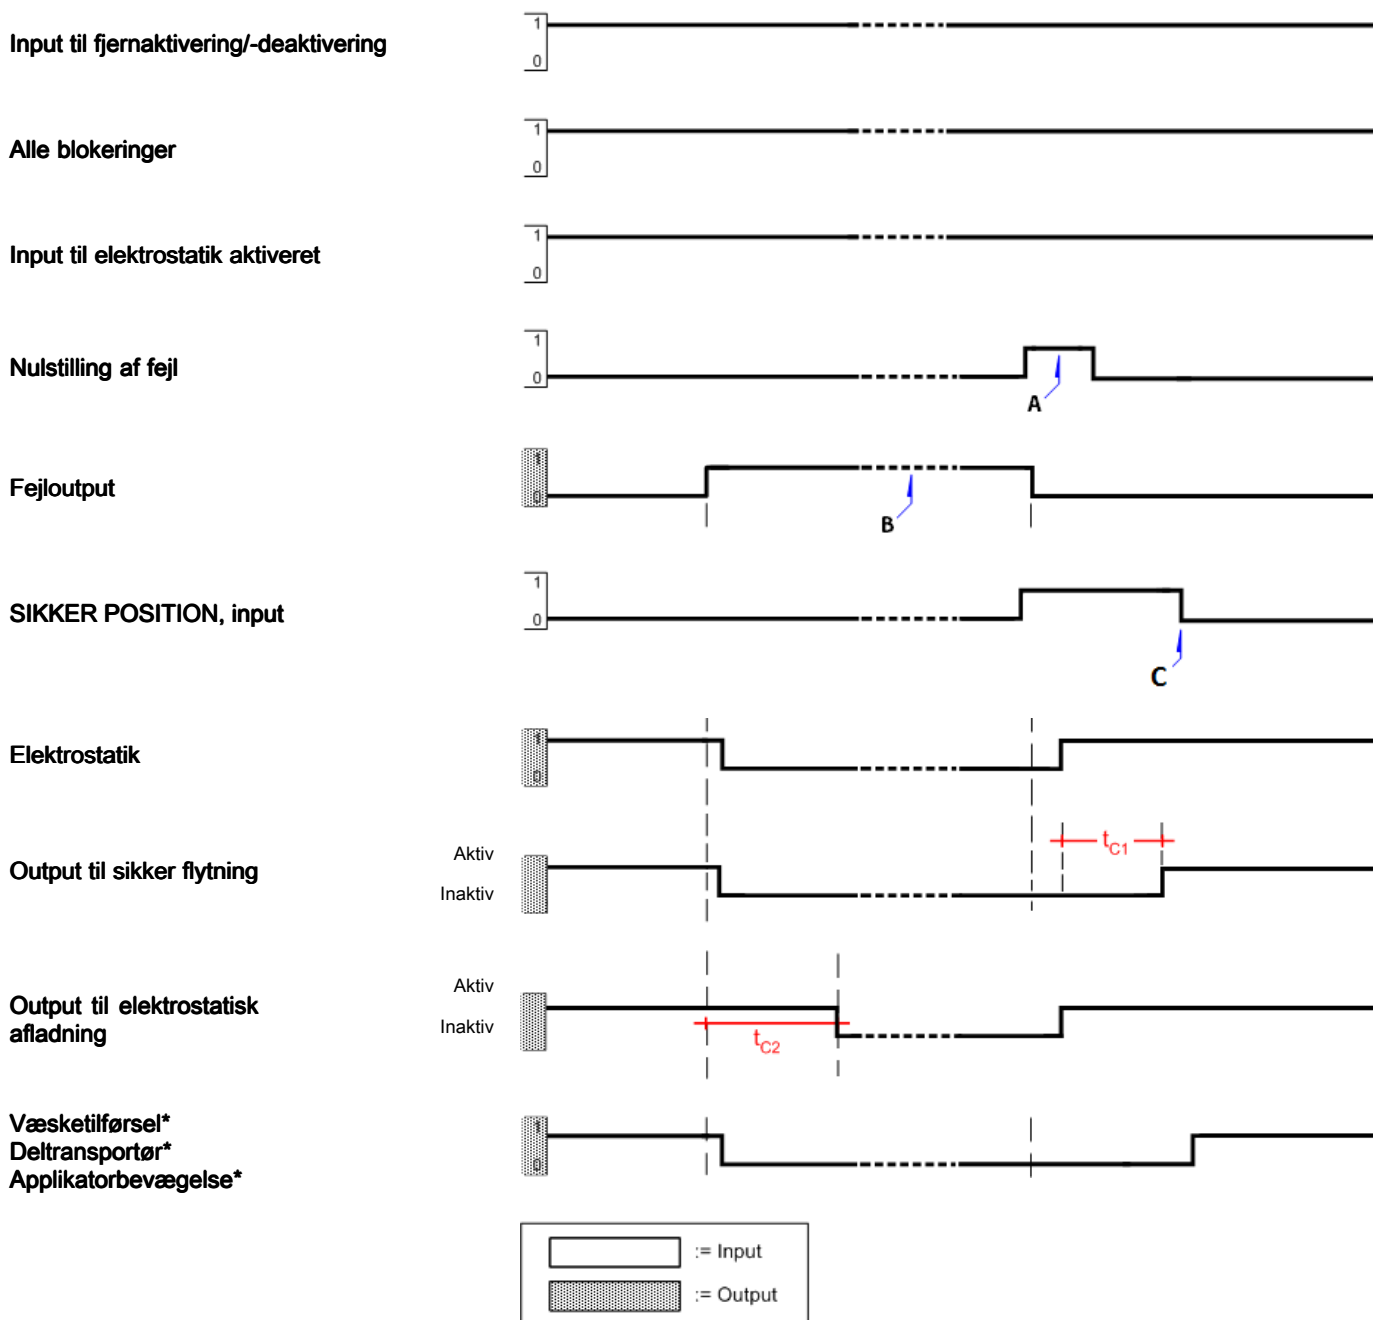 Input til fjernaktivering/-deaktivering
1
0
Alle blokeringer
1
0
Input til elektrostatik aktiveret
1
0
Nulstilling af fejl
1
0
A
Fejloutput
1
0
B
SIKKER POSITION, input
1
0
C
Elektrostatik
1
0
Output til sikker flytning
Aktiv
Inaktiv
tC1
Output til elektrostatisk
afladning
Aktiv
Inaktiv
tC2
Væsketilførsel*
Deltransportør*
Applikatorbevægelse*
1
0
:= Input
:= Output